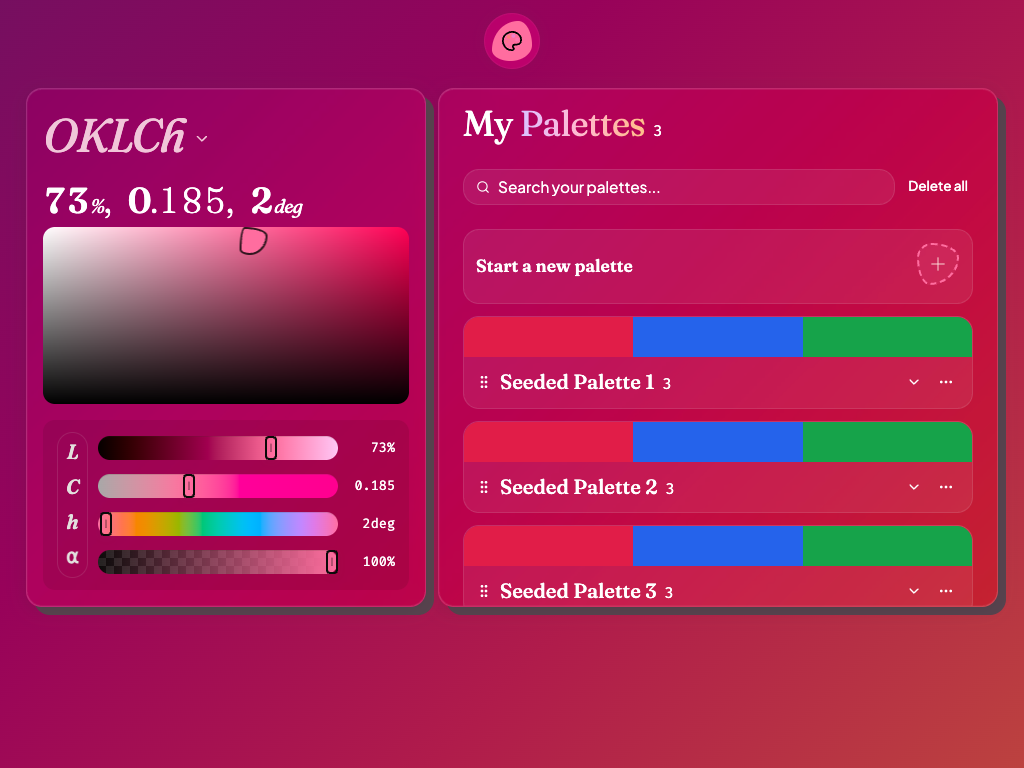 OKLCh
73%, 0.185, 2deg
L 73%
C 0.185
h 2deg
α 100%
My Palettes 3
Search your palettes...
Delete all
Start a new palette
Seeded Palette 1 3
Seeded Palette 2 3
Seeded Palette 3 3